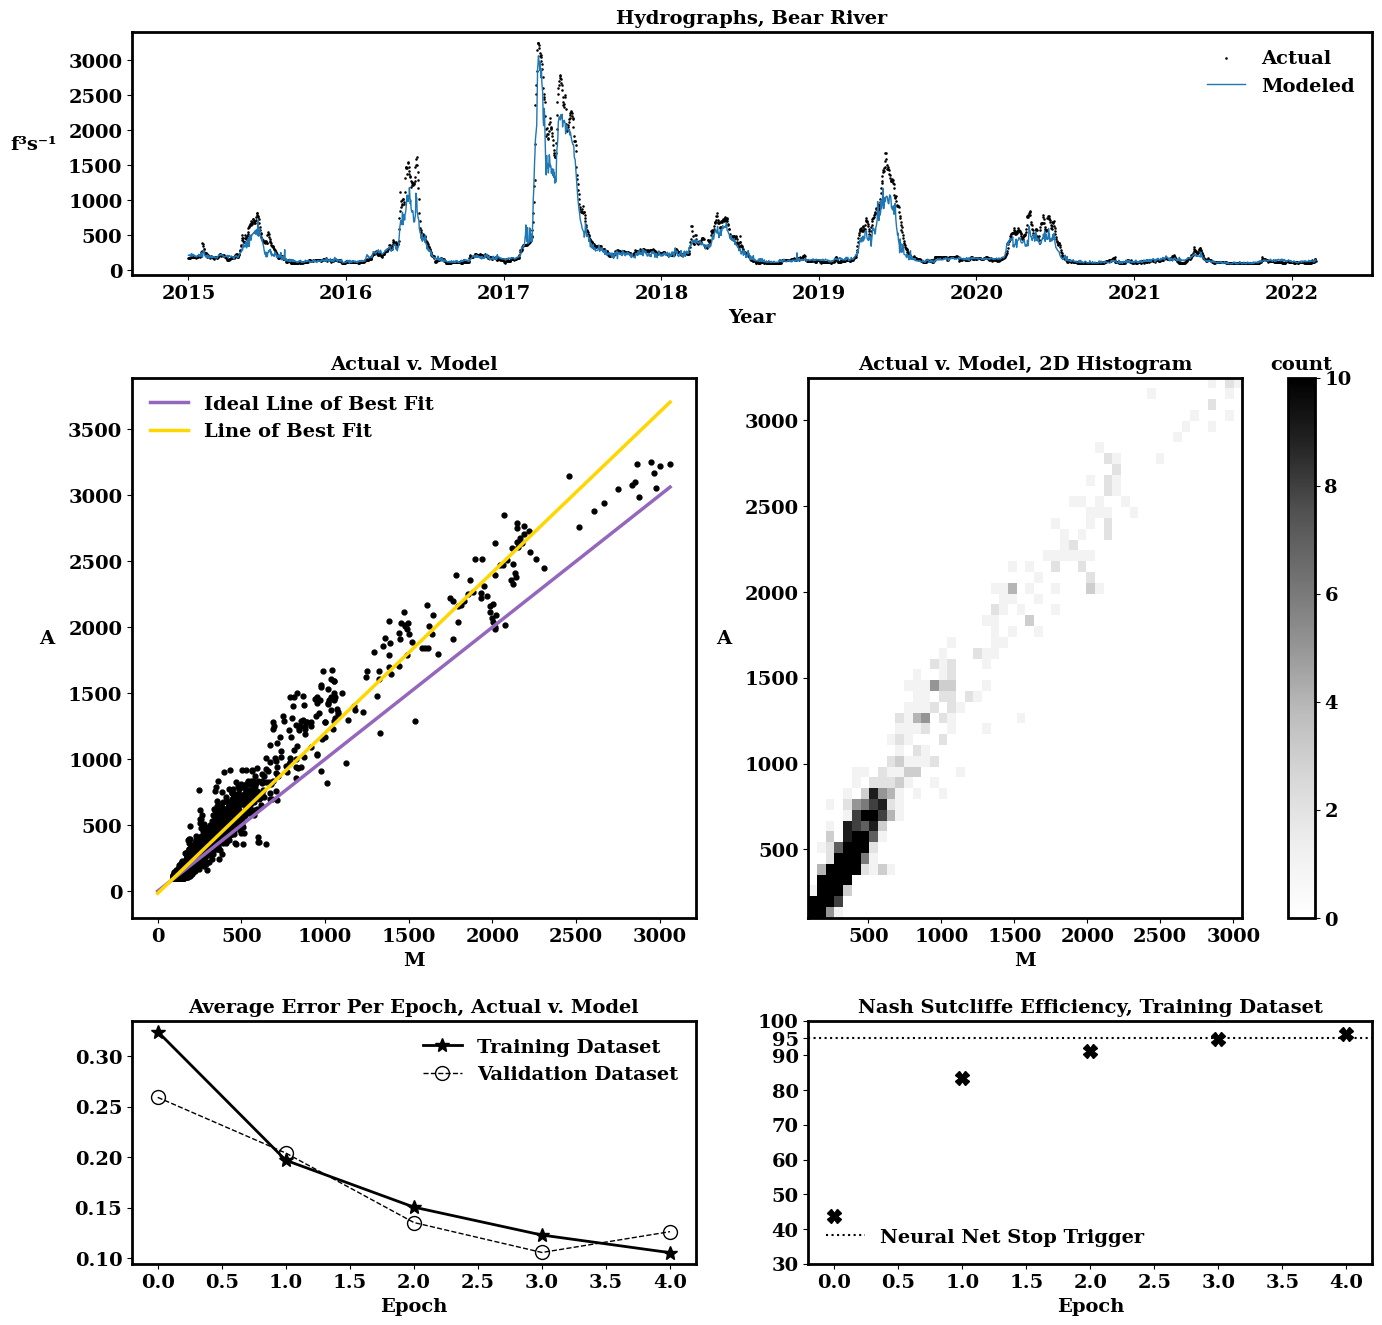 Hydrographs, Bear River
3000
2500
2000
1500
1000
500
0
f³s⁻¹
Actual
Modeled
2015 2016 2017 2018 2019 2020 2021 2022
Year
Actual v. Model
Ideal Line of Best Fit
Line of Best Fit
3500
3000
2500
2000
1500
1000
500
0
A
0 500 1000 1500 2000 2500 3000
M
Actual v. Model, 2D Histogram
3000
2500
2000
1500
1000
500
A
500 1000 1500 2000 2500 3000
M
count
10
8
6
4
2
0
Average Error Per Epoch, Actual v. Model
Training Dataset
Validation Dataset
0.30
0.25
0.20
0.15
0.10
0.0 0.5 1.0 1.5 2.0 2.5 3.0 3.5 4.0
Epoch
Nash Sutcliffe Efficiency, Training Dataset
100
95
90
80
70
60
50
40
30
Neural Net Stop Trigger
0.0 0.5 1.0 1.5 2.0 2.5 3.0 3.5 4.0
Epoch